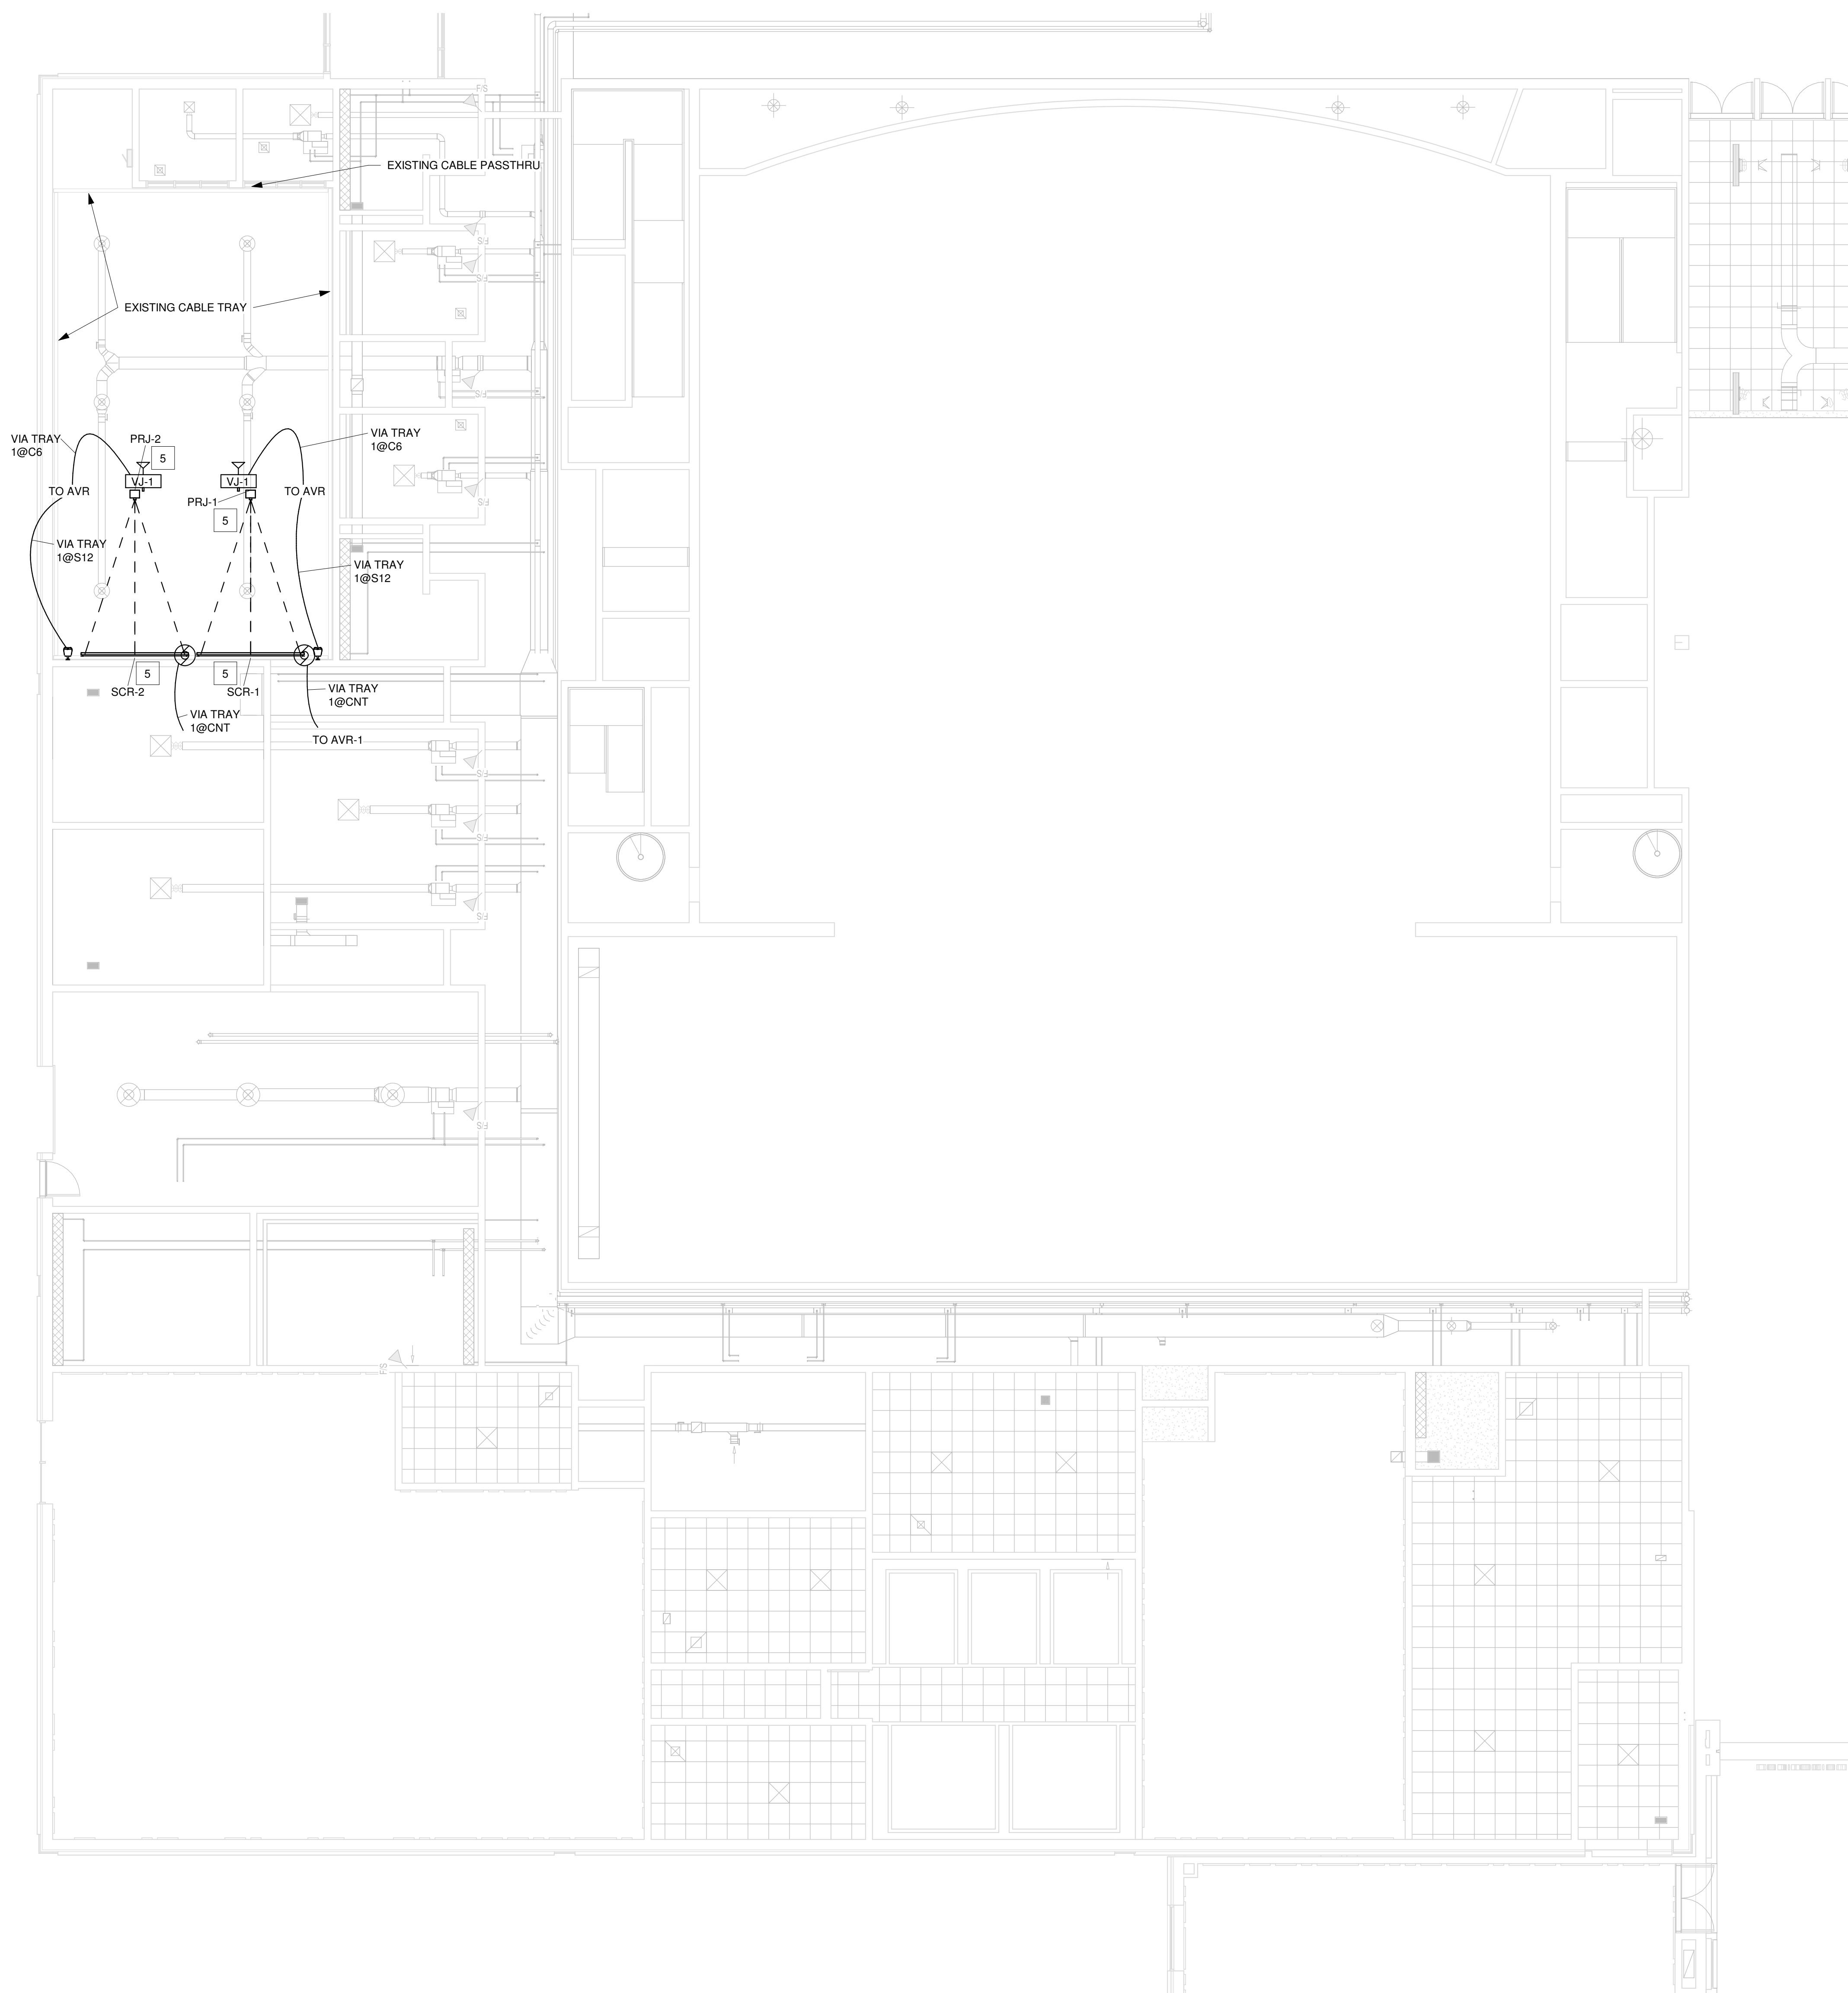 F/S
EXISTING CABLE PASSTHRU
F/S
F/S
EXISTING CABLE TRAY
F/S
VIA TRAY
1@C6
PRJ-2
5
VIA TRAY
1@C6
VJ-1
VJ-1
TO AVR
PRJ-1
TO AVR
F/S
5
VIA TRAY
1@S12
VIA TRAY
1@S12
5
5
SCR-2
SCR-1
VIA TRAY
1@CNT
VIA TRAY
1@CNT
TO AVR-1
F/S
F/S
F/S
F/S
F/S